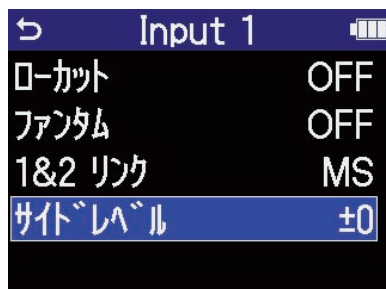 Input 1
ローカット OFF
ファンタム OFF
1&2 リンク MS
サイドレベル ±0